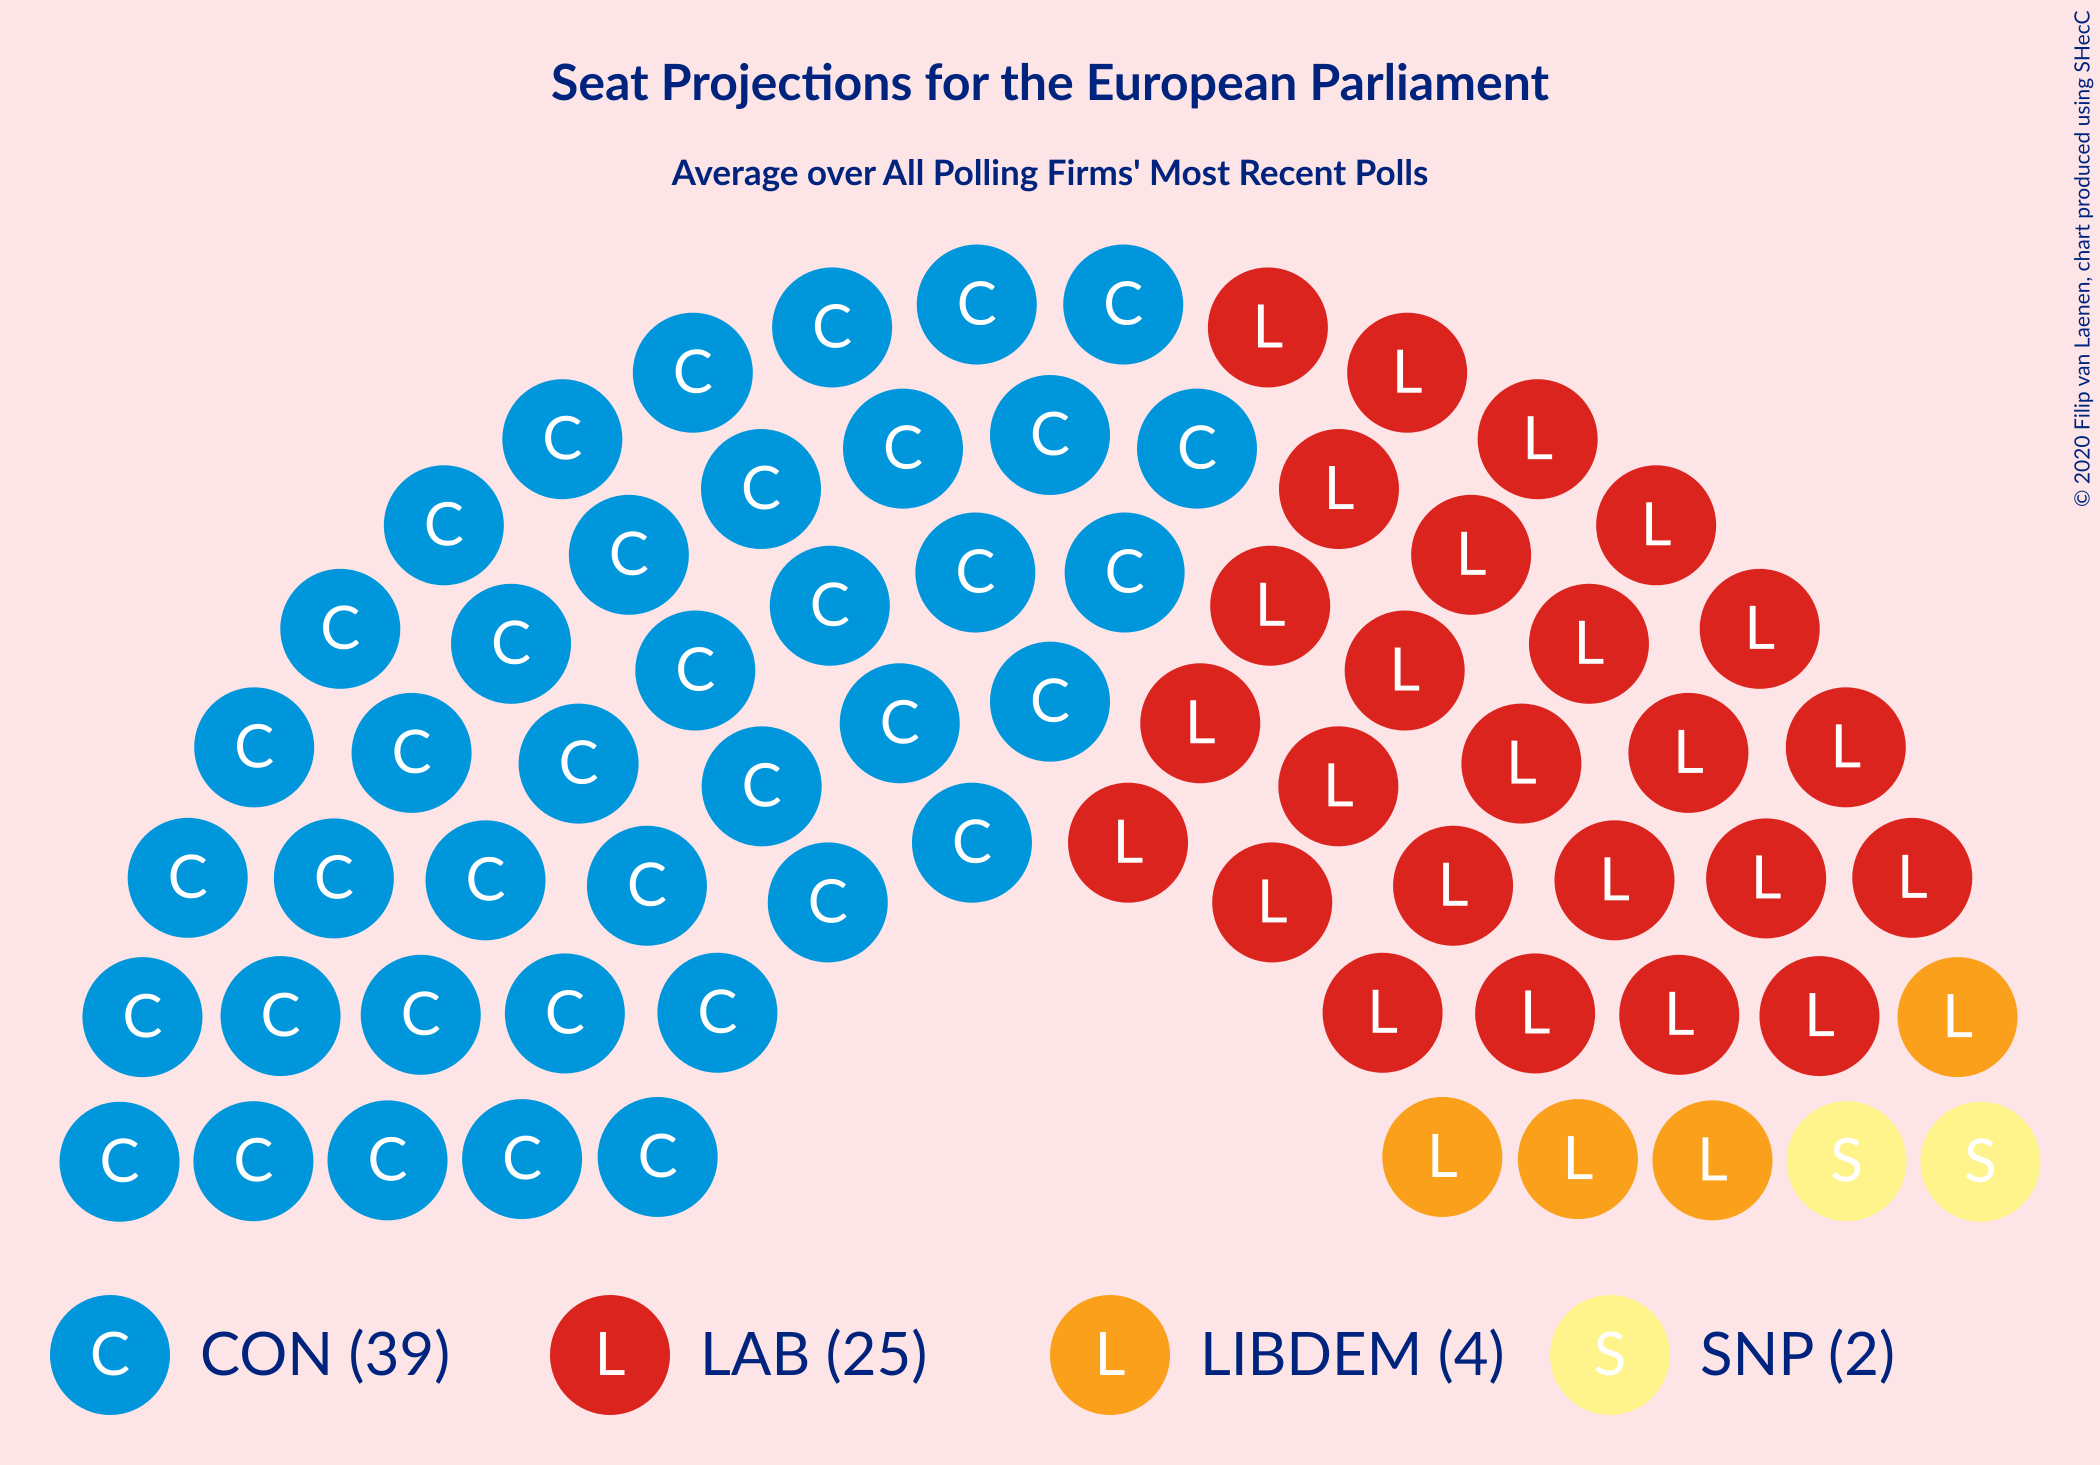 Seat Projections for the European Parliament
Average over All Polling Firms' Most Recent Polls
© 2020 Filip van Laenen, chart produced using SHecC
C C
C L
C L
C C L
C C
C L
C L
C L
C C
C L
C L
C L
C L
C
C L
C C L L
C L
C L
C L
C C C C L L L L
C L
C C C C C L L L L L
C C C C C L L L S S
C CON (39) L LAB (25) L LIBDEM (4) S SNP (2)